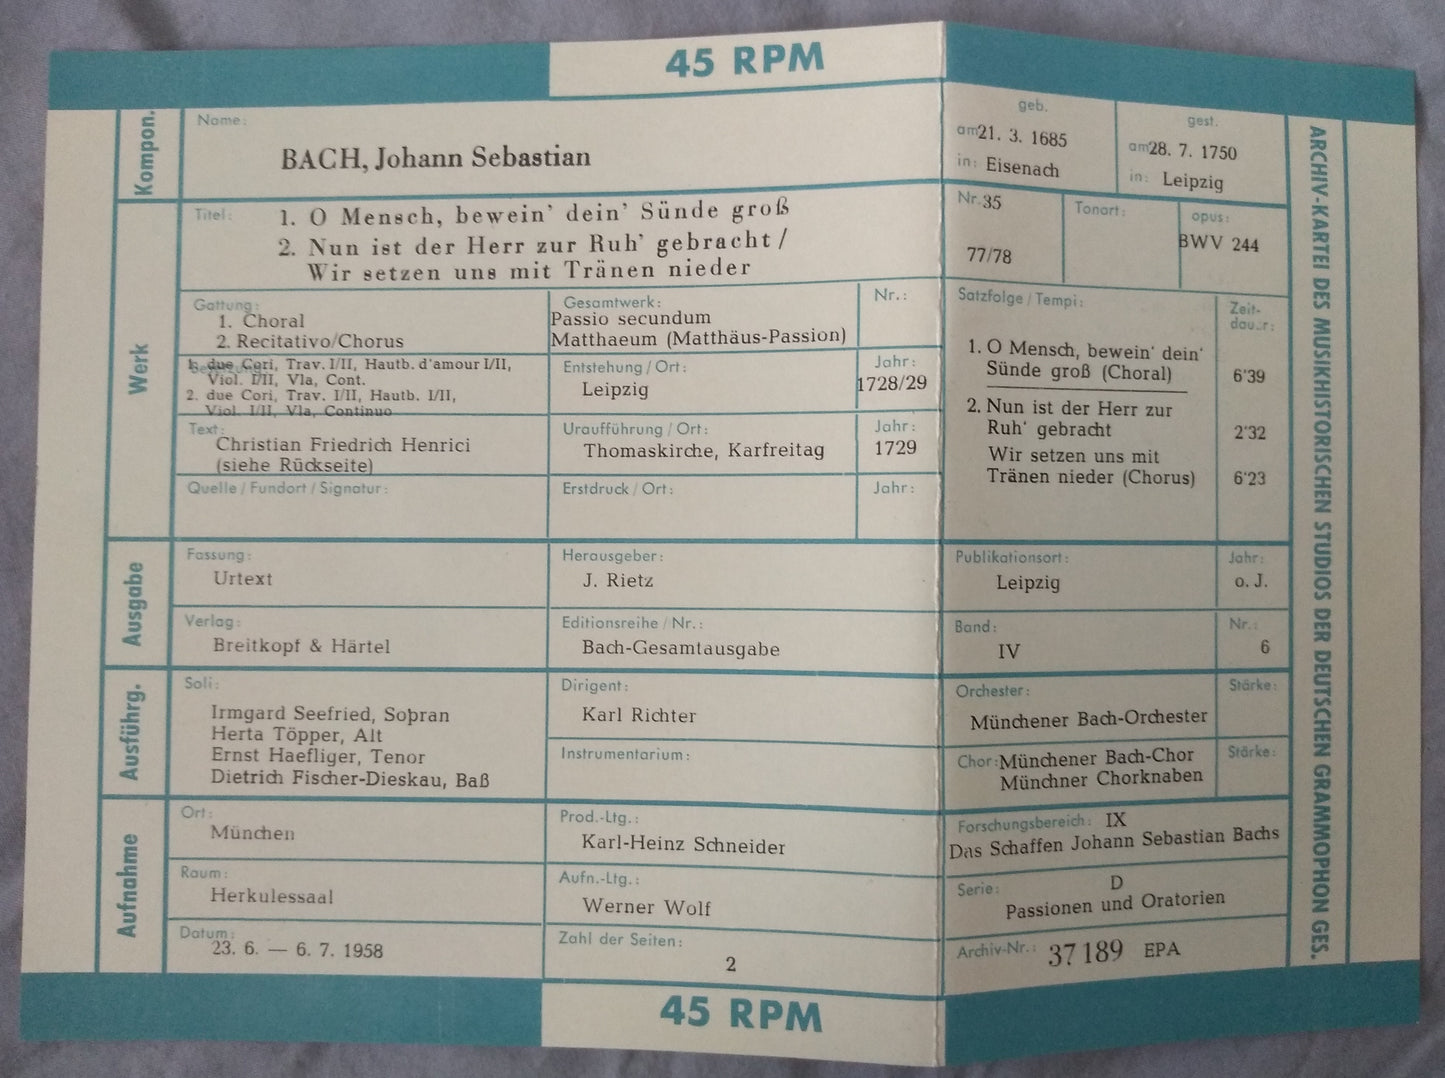 45 RPM
Kompon.
Name:
BACH, Johann Sebastian
geb.
am 21. 3. 1685
in: Eisenach
gest.
am 28. 7. 1750
in: Leipzig
Werk
Titel:
1. O Mensch, bewein' dein' Sünde groß
2. Nun ist der Herr zur Ruh' gebracht /
Wir setzen uns mit Tränen nieder
Nr. 35
77/78
Tonart:
opus:
BWV 244
Gattung:
1. Choral
2. Recitativo/Chorus
Gesamtwerk:
Passio secundum
Matthaeum (Matthäus-Passion)
Nr.:
1. due Cori, Trav. I/II, Hautb. d'amour I/II,
Viol. I/II, Vla, Cont.
2. due Cori, Trav. I/II, Hautb. I/II,
Viol. I/II, Vla, Continuo
Entstehung / Ort:
Leipzig
Jahr:
1728/29
Text:
Christian Friedrich Henrici
(siehe Rückseite)
Uraufführung / Ort:
Thomaskirche, Karfreitag
Jahr:
1729
Quelle / Fundort / Signatur:
Erstdruck / Ort:
Jahr:
Satzfolge / Tempi:
Zeit-
dauer:
1. O Mensch, bewein' dein'
Sünde groß (Choral)
6'39
2. Nun ist der Herr zur
Ruh' gebracht
2'32
Wir setzen uns mit
Tränen nieder (Chorus)
6'23
Ausgabe
Fassung:
Urtext
Herausgeber:
J. Rietz
Publikationsort:
Leipzig
Jahr:
o. J.
Verlag:
Breitkopf & Härtel
Editionsreihe / Nr.:
Bach-Gesamtausgabe
Band:
IV
Nr.:
6
Ausführg.
Soli:
Irmgard Seefried, Sopran
Herta Töpper, Alt
Ernst Haefliger, Tenor
Dietrich Fischer-Dieskau, Baß
Dirigent:
Karl Richter
Instrumentarium:
Orchester:
Münchener Bach-Orchester
Stärke:
Chor: Münchener Bach-Chor
Münchner Chorknaben
Stärke:
Aufnahme
Ort:
München
Prod.-Ltg.:
Karl-Heinz Schneider
Forschungsbereich: IX
Das Schaffen Johann Sebastian Bachs
Raum:
Herkulessaal
Aufn.-Ltg.:
Werner Wolf
Serie: D
Passionen und Oratorien
Datum:
23. 6. — 6. 7. 1958
Zahl der Seiten:
2
Archiv-Nr.: 37 189 EPA
ARCHIV-KARTEI DES MUSIKHISTORISCHEN STUDIOS DER DEUTSCHEN GRAMMOPHON GES.
45 RPM